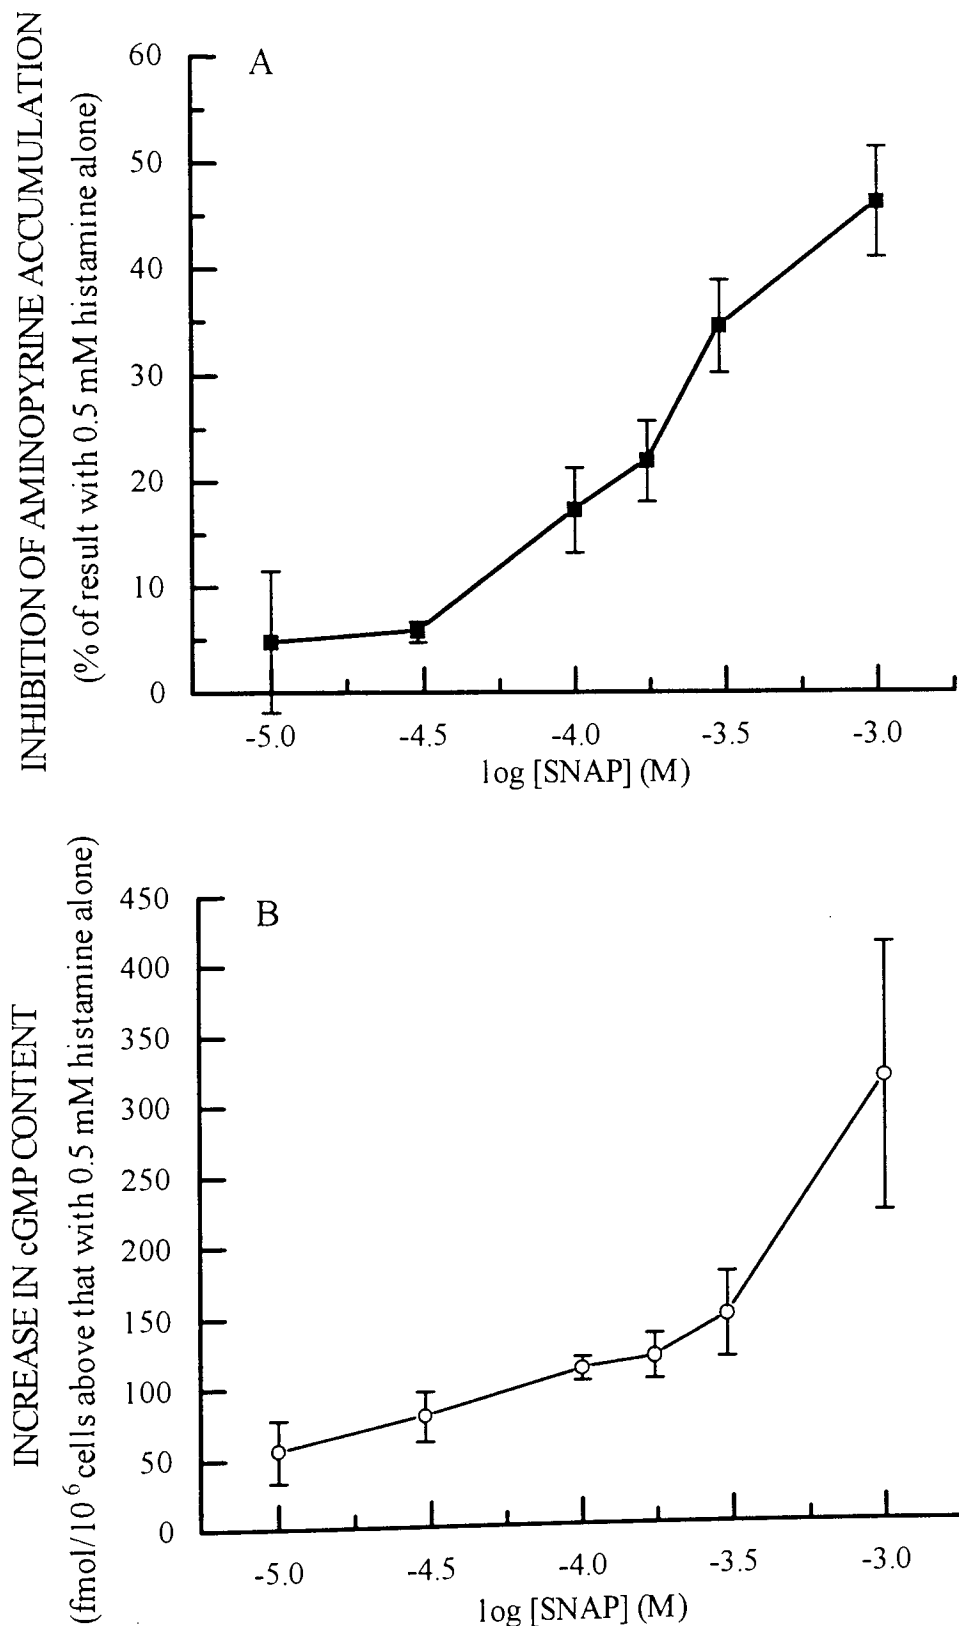 INHIBITION OF AMINOPYRINE ACCUMULATION
(% of result with 0.5 mM histamine alone)
A
60
50
40
30
20
10
0
-5.0 -4.5 -4.0 -3.5 -3.0
log [SNAP] (M)
INCREASE IN cGMP CONTENT
(fmol/10⁶ cells above that with 0.5 mM histamine alone)
B
450
400
350
300
250
200
150
100
50
0
-5.0 -4.5 -4.0 -3.5 -3.0
log [SNAP] (M)